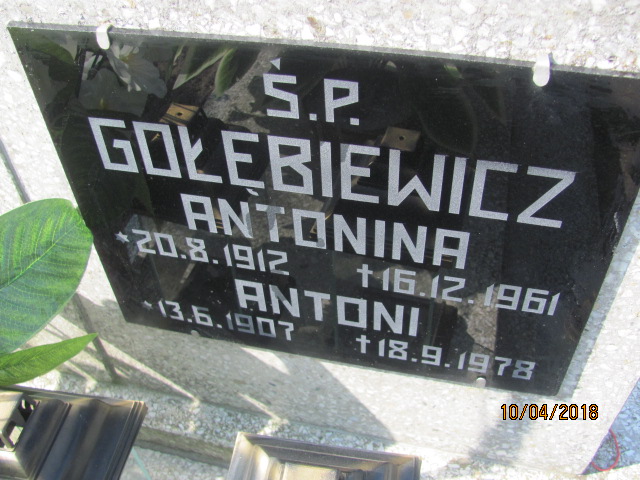 Ś.P.
GOŁĘBIEWICZ
ANTONINA
*20.8.1912 †16.12.1961
ANTONI
*13.6.1907 †18.9.1978
10/04/2018